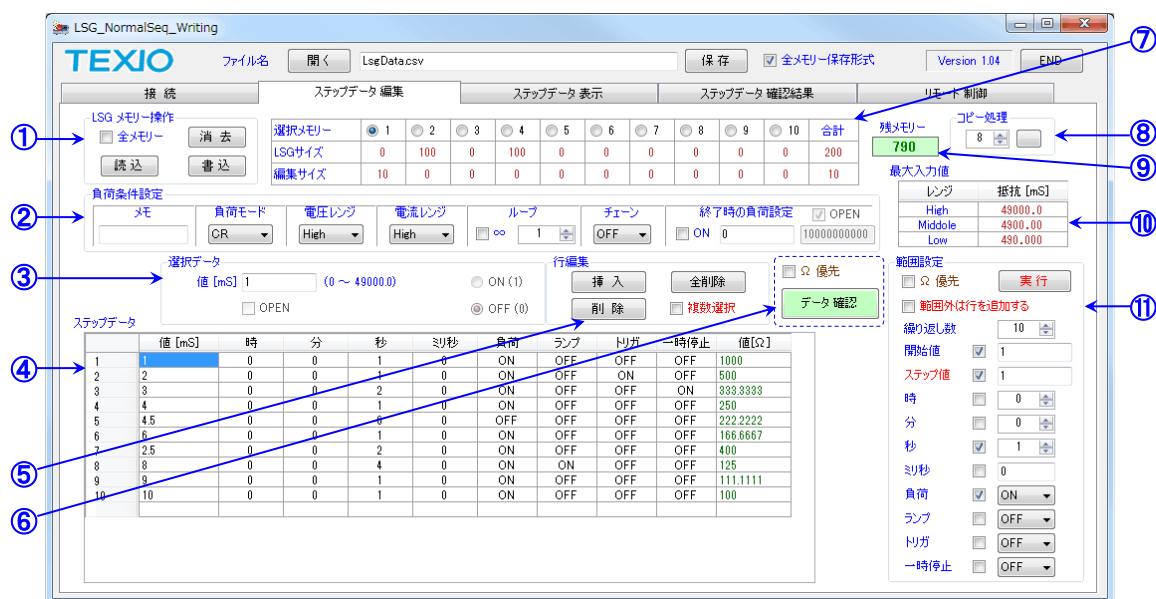 LSG_NormalSeq_Writing
TEXIO ファイル名 開く LsgData.csv 保存 全メモリー保存形式 Version 1.04 END
接続 ステップデータ編集 ステップデータ表示 ステップデータ確認結果 リモート制御
⑦
LSG メモリー操作
① 全メモリー 消去
読込 書込
選択メモリー 1 2 3 4 5 6 7 8 9 10 合計
LSGサイズ 0 100 0 100 0 0 0 0 0 0 200
編集サイズ 10 0 0 0 0 0 0 0 0 0 10
残メモリー
790 ⑨
コピー処理
8 ⑧
最大入力値
レンジ 抵抗 [mS]
High 49000.0
Middole 4900.00 ⑩
Low 490.000
負荷条件設定
② メモ 負荷モード 電圧レンジ 電流レンジ ループ チェーン 終了時の負荷設定 OPEN
CR High High ∞ 1 OFF ON 0 10000000000
選択データ
③ 値 [mS] 1 (0 ～ 49000.0) ON (1)
OPEN OFF (0)
行編集
挿入 全削除
削除 複数選択
Ω 優先
データ確認
範囲設定
Ω 優先 実行
範囲外は行を追加する ⑪
繰り返し数 10
開始値 1
ステップ値 1
時 0
分 0
秒 1
ミリ秒 0
負荷 ON
ランプ OFF
トリガ OFF
一時停止 OFF
ステップデータ
④
値 [mS] 時 分 秒 ミリ秒 負荷 ランプ トリガ 一時停止 値[Ω]
1 1 0 0 1 0 ON OFF OFF OFF 1000
2 2 0 0 1 0 ON OFF ON OFF 500
3 3 0 0 2 0 ON OFF OFF ON 333.3333
4 4 0 0 1 0 ON OFF OFF OFF 250
5 4.5 0 0 6 0 OFF OFF OFF OFF 222.2222
6 6 0 0 1 0 ON OFF OFF OFF 166.6667
7 2.5 0 0 2 0 ON OFF OFF OFF 400
8 8 0 0 4 0 ON ON OFF OFF 125
9 9 0 0 1 0 ON OFF OFF OFF 111.1111
10 10 0 0 1 0 ON OFF OFF OFF 100
⑤
⑥